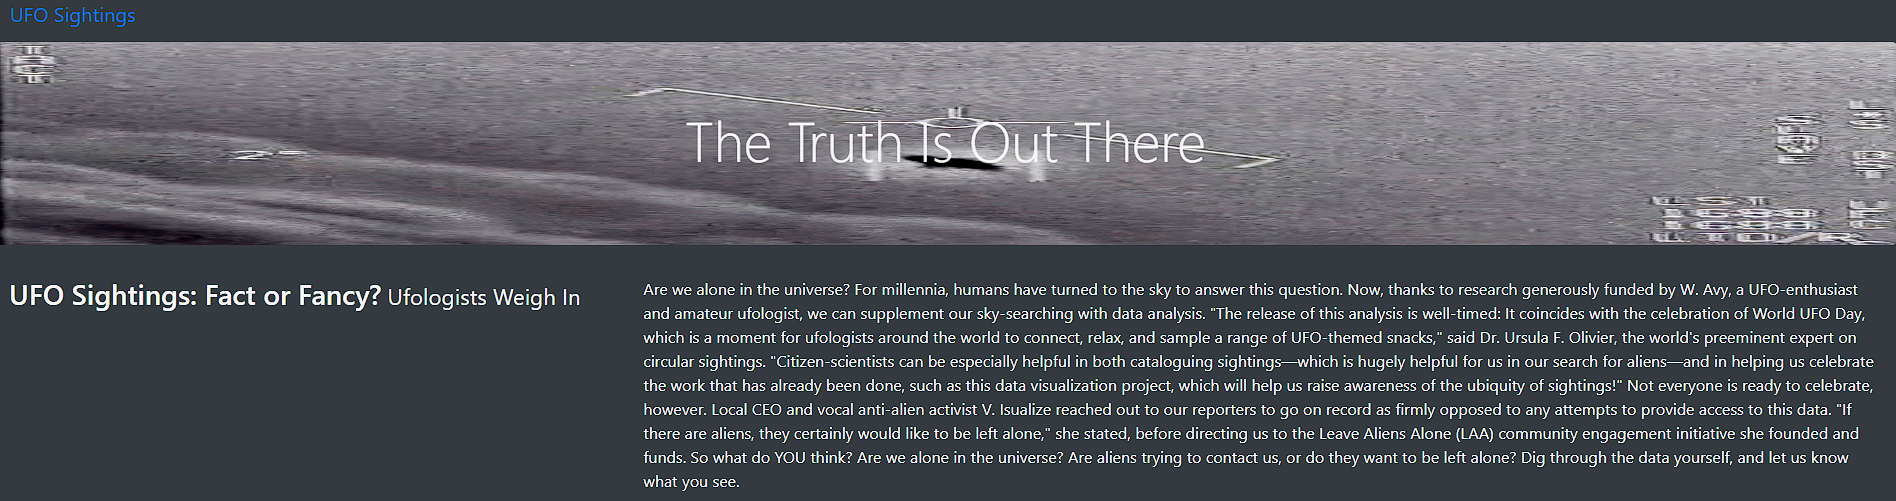 UFO Sightings
The Truth Is Out There
UFO Sightings: Fact or Fancy? Ufologists Weigh In
Are we alone in the universe? For millennia, humans have turned to the sky to answer this question. Now, thanks to research generously funded by W. Avy, a UFO-enthusiast
and amateur ufologist, we can supplement our sky-searching with data analysis. "The release of this analysis is well-timed: It coincides with the celebration of World UFO Day,
which is a moment for ufologists around the world to connect, relax, and sample a range of UFO-themed snacks," said Dr. Ursula F. Olivier, the world's preeminent expert on
circular sightings. "Citizen-scientists can be especially helpful in both cataloguing sightings—which is hugely helpful for us in our search for aliens—and in helping us celebrate
the work that has already been done, such as this data visualization project, which will help us raise awareness of the ubiquity of sightings!" Not everyone is ready to celebrate,
however. Local CEO and vocal anti-alien activist V. Isualize reached out to our reporters to go on record as firmly opposed to any attempts to provide access to this data. "If
there are aliens, they certainly would like to be left alone," she stated, before directing us to the Leave Aliens Alone (LAA) community engagement initiative she founded and
funds. So what do YOU think? Are we alone in the universe? Are aliens trying to contact us, or do they want to be left alone? Dig through the data yourself, and let us know
what you see.